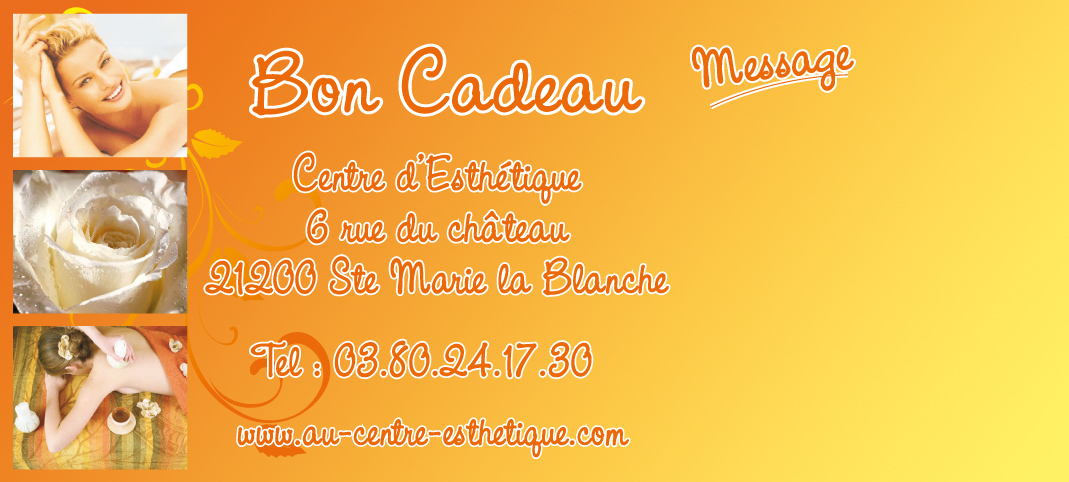 Bon Cadeau
Message
Centre d'Esthétique
6 rue du château
21200 Ste Marie la Blanche
Tél : 03.80.24.17.30
www.au-centre-esthetique.com